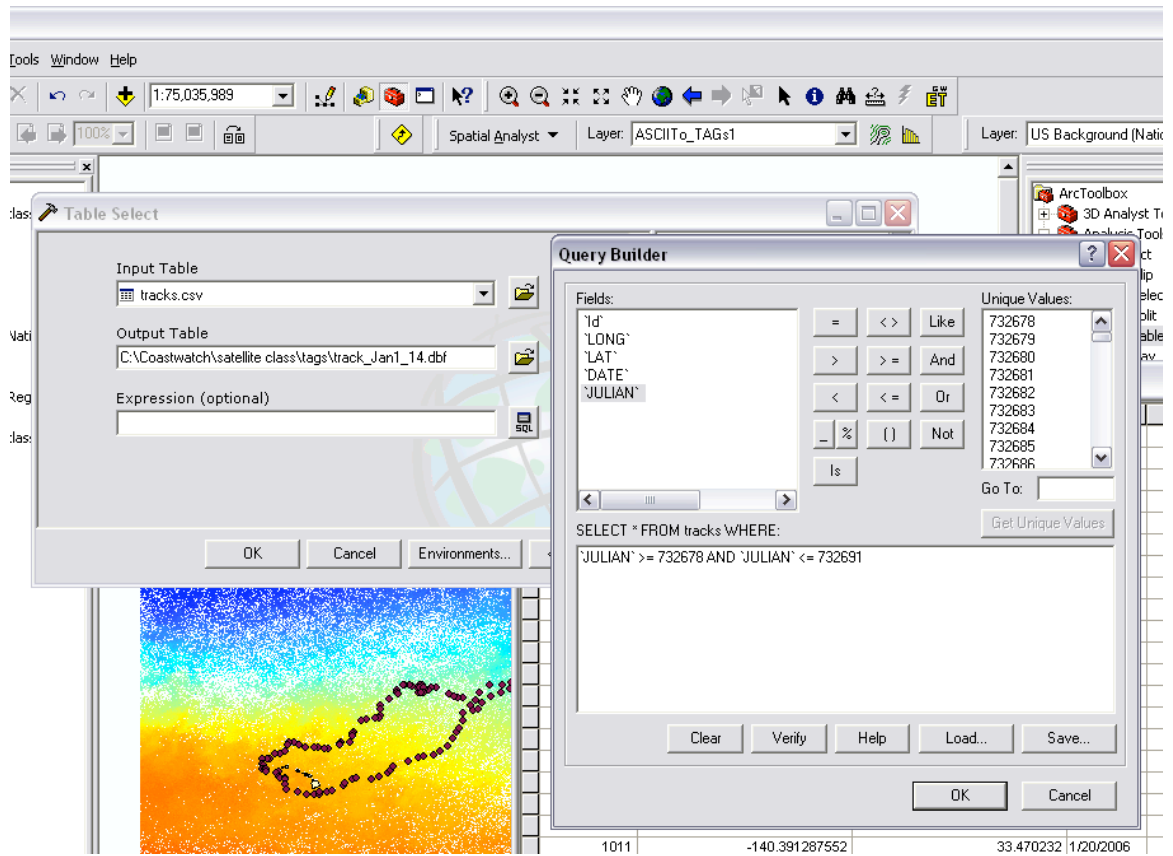 Tools Window Help
1:75,035,989
100%
Spatial Analyst
Layer: ASCIITo_TAGs1
Layer: US Background (Natio
ArcToolbox
3D Analyst To
Analysis Tool
Table Select
Input Table
tracks.csv
Output Table
C:\Coastwatch\satellite class\tags\track_Jan1_14.dbf
Expression (optional)
SQL
OK Cancel Environments...
Query Builder
Fields:
`Id`
`LONG`
`LAT`
`DATE`
`JULIAN`
= < > Like
> > = And
< < = Or
_ % ( ) Not
Is
Unique Values:
732678
732679
732680
732681
732682
732683
732684
732685
732686
Go To:
Get Unique Values
SELECT * FROM tracks WHERE:
`JULIAN` >= 732678 AND `JULIAN` <= 732691
Clear Verify Help Load... Save...
OK Cancel
1011 -140.391287552 33.470232 1/20/2006